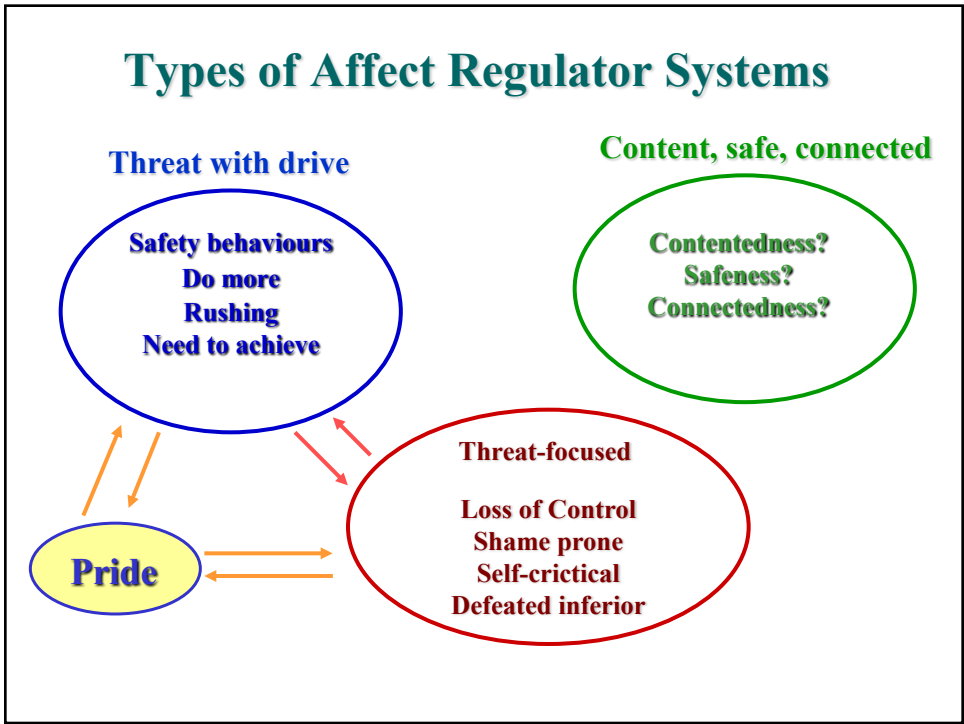 Types of Affect Regulator Systems
Threat with drive
Safety behaviours
Do more
Rushing
Need to achieve
Content, safe, connected
Contentedness?
Safeness?
Connectedness?
Pride
Threat-focused
Loss of Control
Shame prone
Self-crictical
Defeated inferior